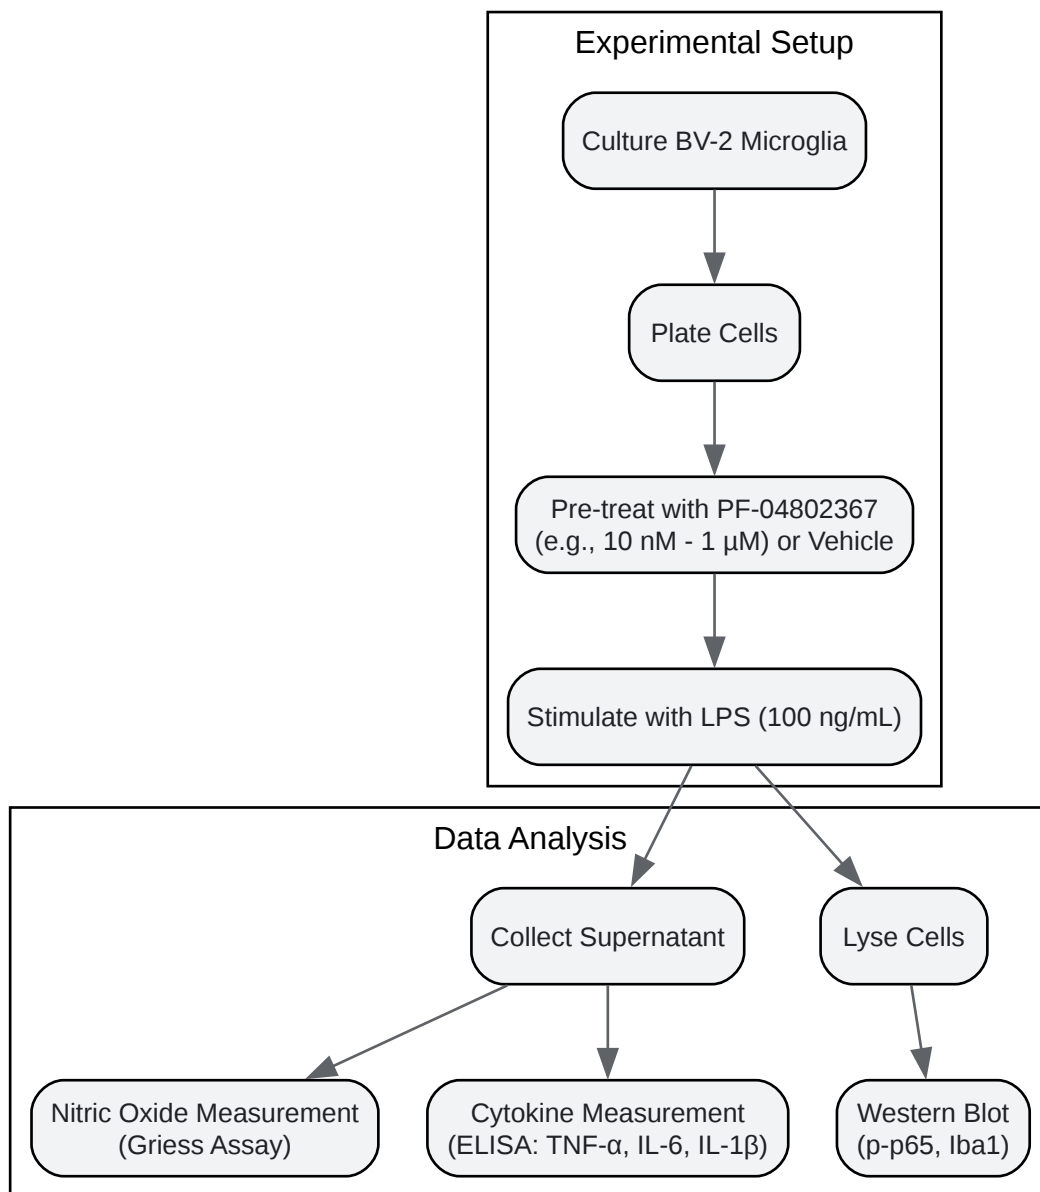 Experimental Setup
Culture BV-2 Microglia
Plate Cells
Pre-treat with PF-04802367
(e.g., 10 nM - 1 µM) or Vehicle
Stimulate with LPS (100 ng/mL)
Data Analysis
Collect Supernatant
Lyse Cells
Nitric Oxide Measurement
(Griess Assay)
Cytokine Measurement
(ELISA: TNF-α, IL-6, IL-1β)
Western Blot
(p-p65, Iba1)